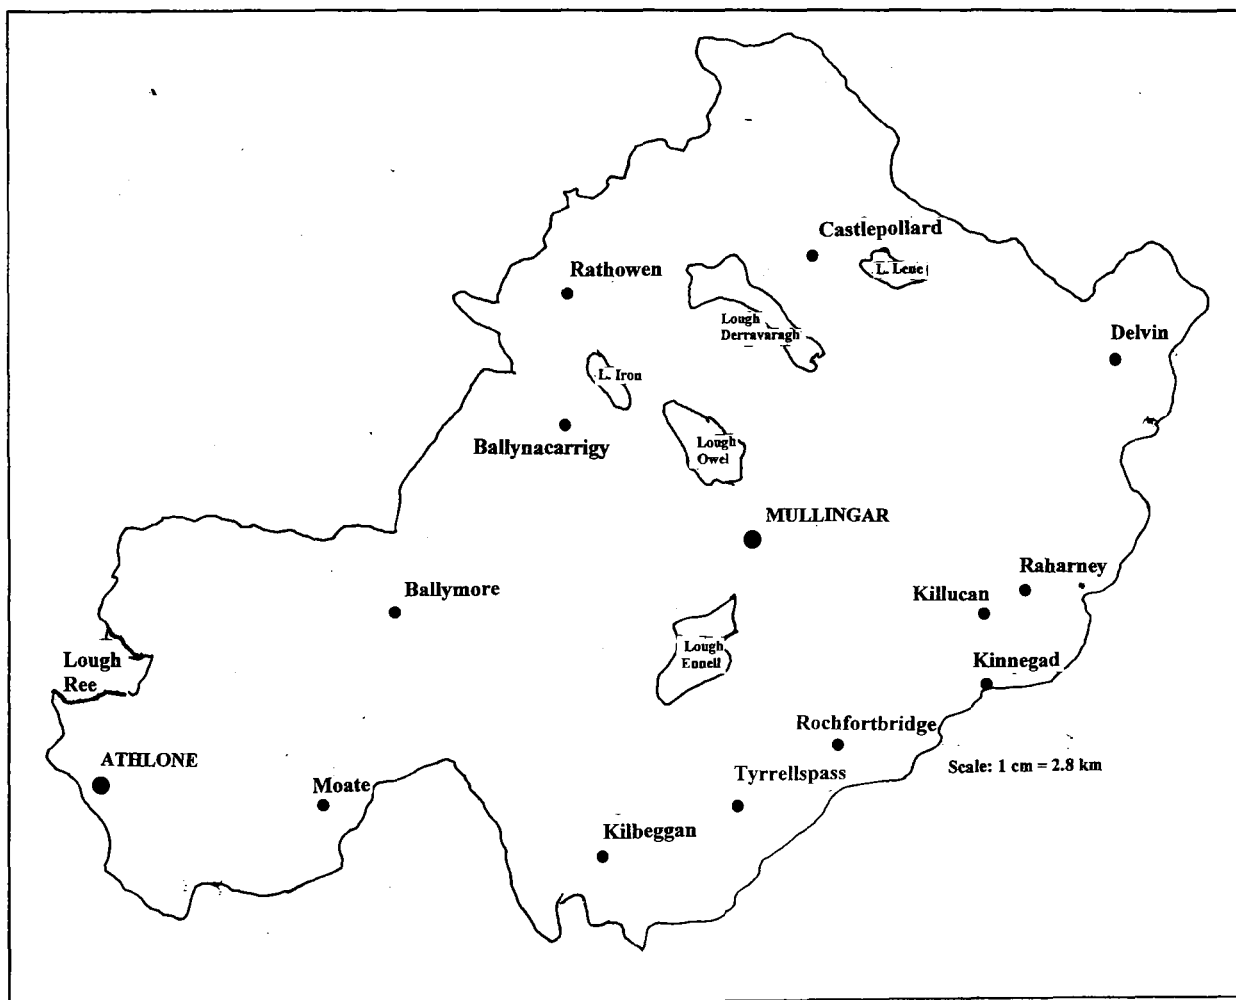 Castlepollard
L. Lene
Rathowen
Lough
Derravaragh
Delvin
L. Iron
Ballynacarrigy
Lough
Owel
MULLINGAR
Raharney
Ballymore
Killucan
Lough
Ennell
Lough
Ree
Kinnegad
Rochfortbridge
ATHLONE
Scale: 1 cm = 2.8 km
Tyrrellspass
Moate
Kilbeggan